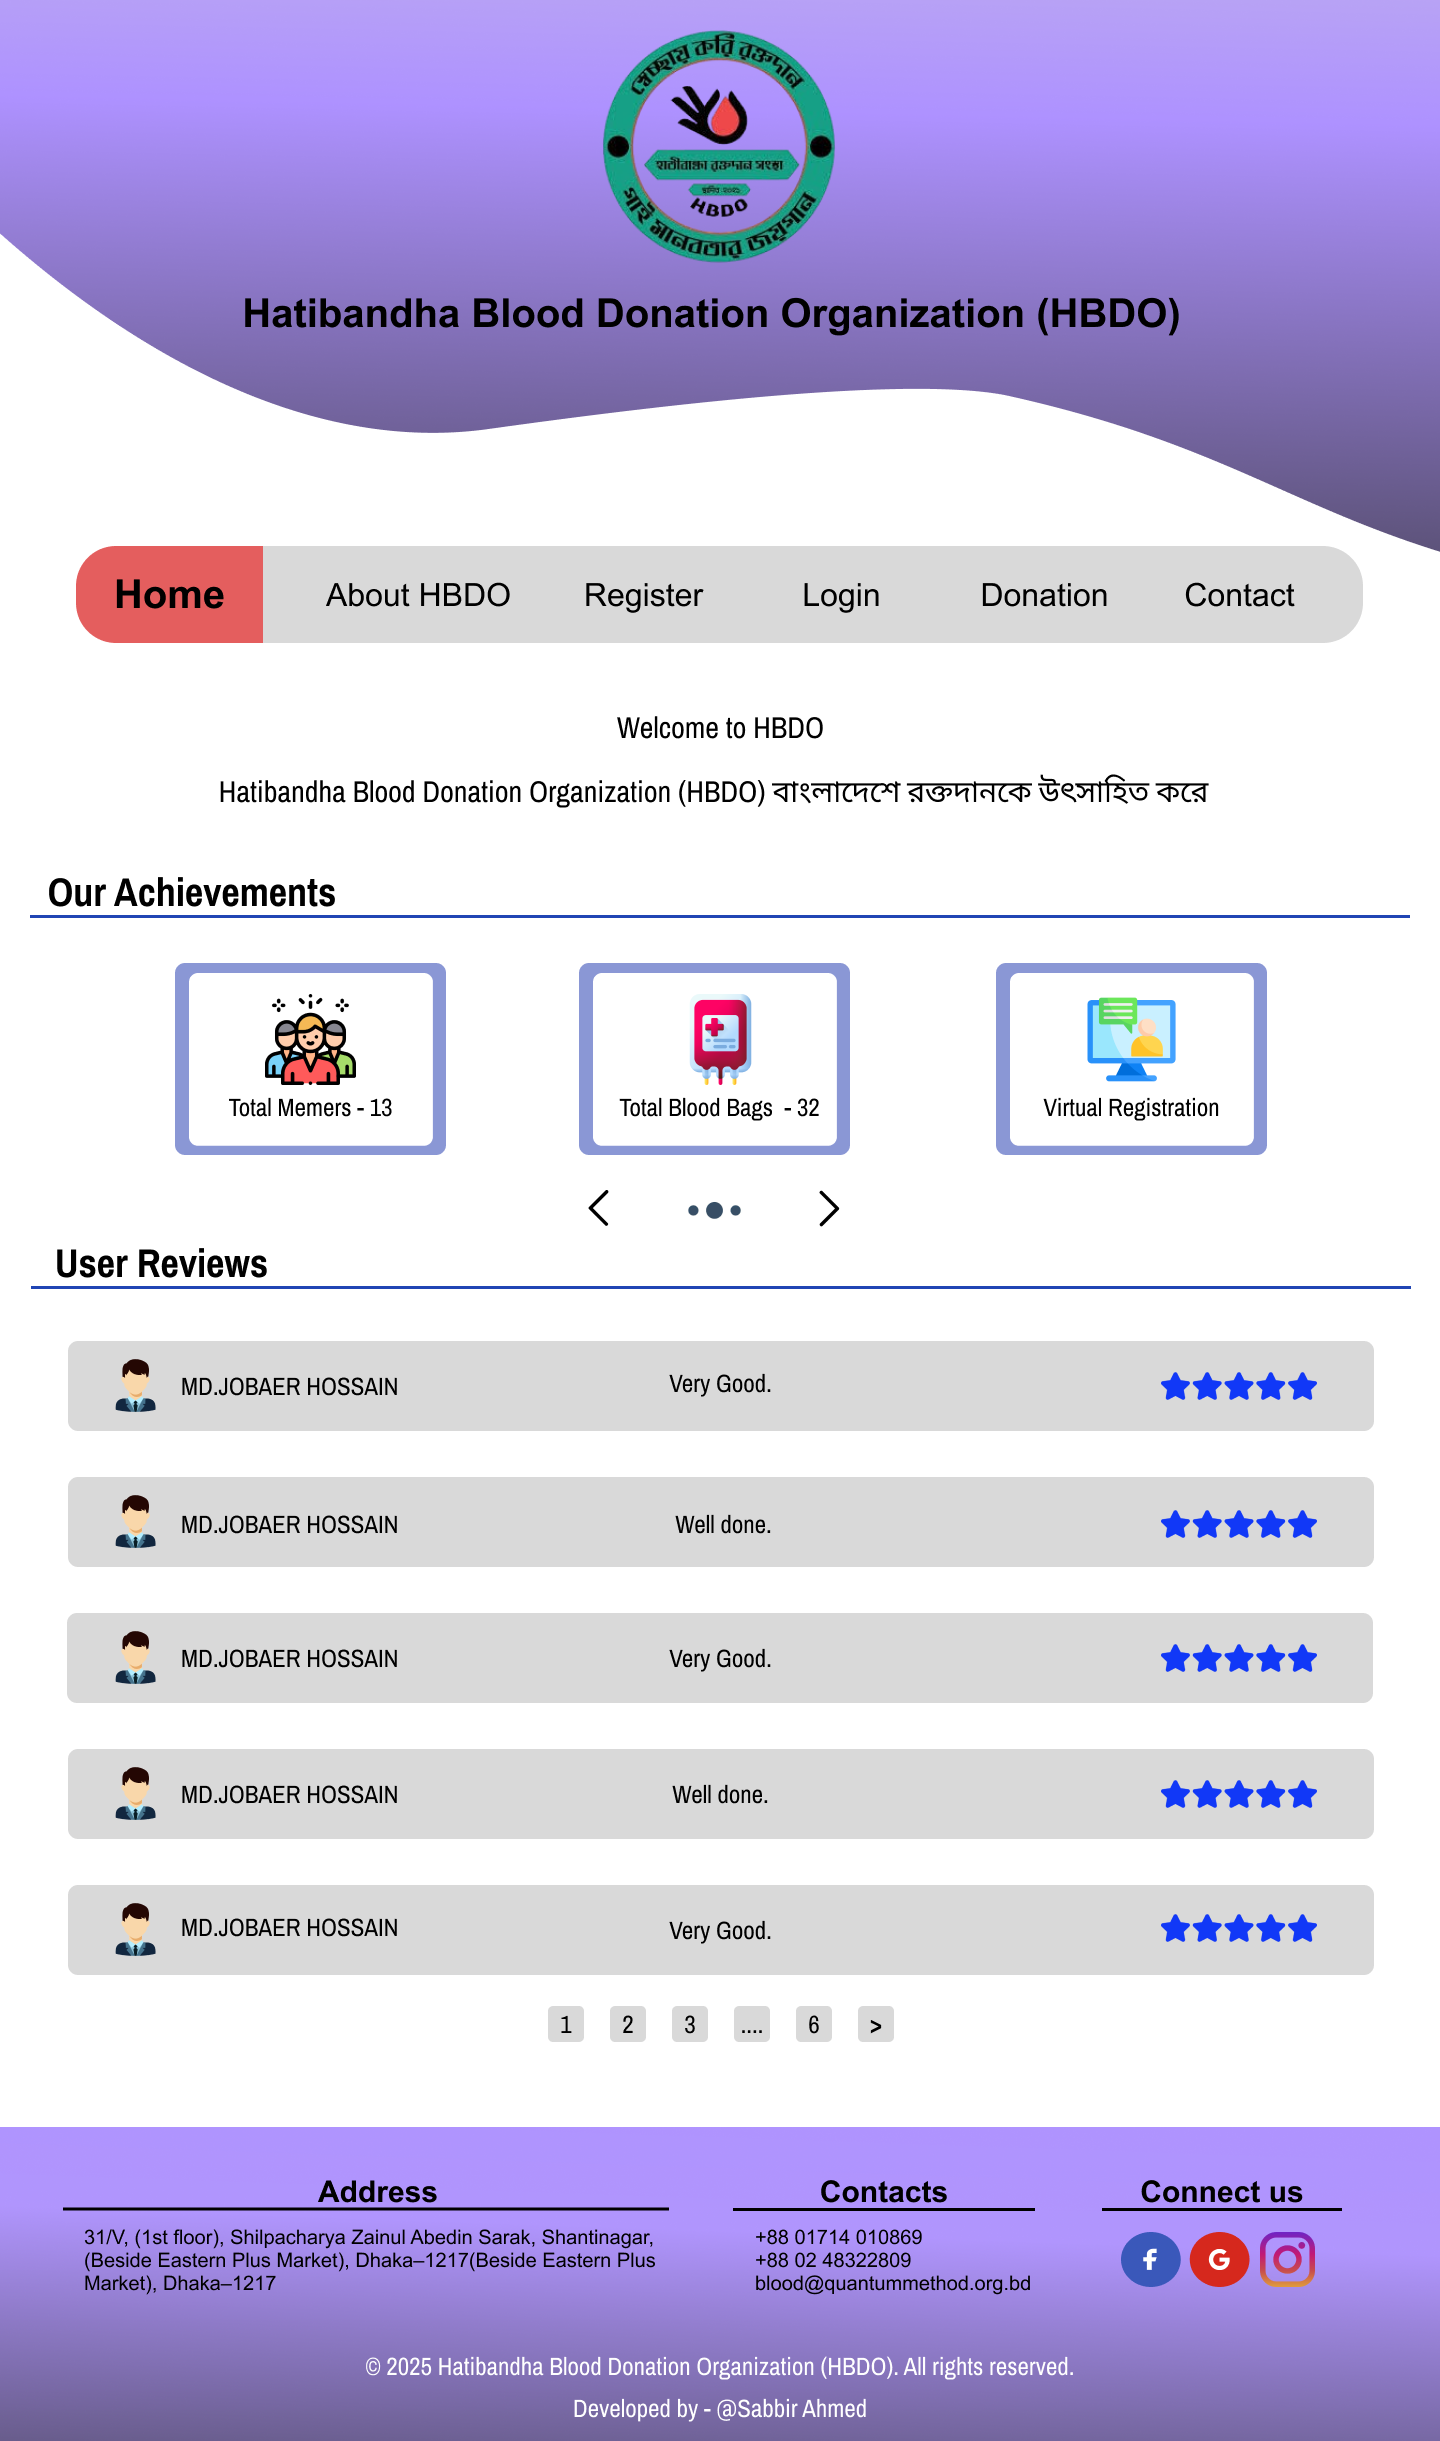 স্বেচ্ছায় করি রক্তদান
হাতীবান্ধা রক্তদান সংস্থা
স্থাপিত ২০২১
HBDO
গাই মানবতার জয়গান
Hatibandha Blood Donation Organization (HBDO)
Home About HBDO Register Login Donation Contact
Welcome to HBDO
Hatibandha Blood Donation Organization (HBDO) বাংলাদেশে রক্তদানকে উৎসাহিত করে
Our Achievements
Total Memers - 13
Total Blood Bags - 32
Virtual Registration
User Reviews
MD.JOBAER HOSSAIN Very Good.
MD.JOBAER HOSSAIN Well done.
MD.JOBAER HOSSAIN Very Good.
MD.JOBAER HOSSAIN Well done.
MD.JOBAER HOSSAIN Very Good.
1 2 3 .... 6 >
Address
31/V, (1st floor), Shilpacharya Zainul Abedin Sarak, Shantinagar,
(Beside Eastern Plus Market), Dhaka–1217(Beside Eastern Plus
Market), Dhaka–1217
Contacts
+88 01714 010869
+88 02 48322809
blood@quantummethod.org.bd
Connect us
© 2025 Hatibandha Blood Donation Organization (HBDO). All rights reserved.
Developed by - @Sabbir Ahmed